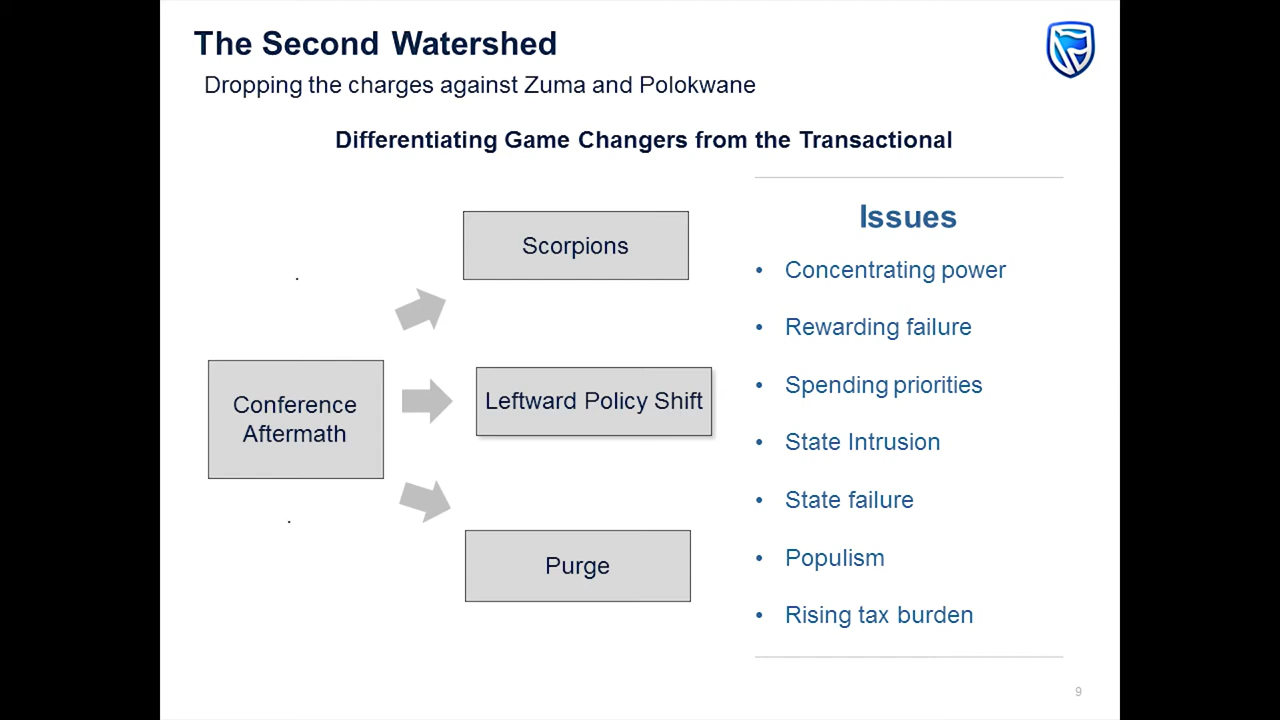 The Second Watershed
Dropping the charges against Zuma and Polokwane
Differentiating Game Changers from the Transactional
Scorpions
Conference
Aftermath
Leftward Policy Shift
Purge
Issues
• Concentrating power
• Rewarding failure
• Spending priorities
• State Intrusion
• State failure
• Populism
• Rising tax burden
9